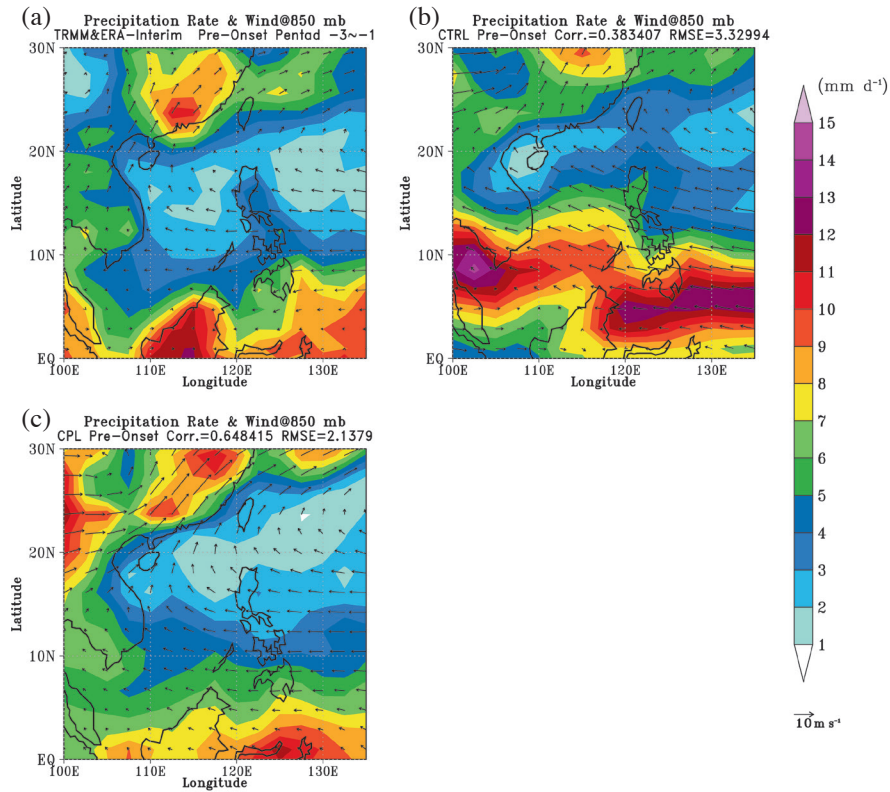 (a)
Precipitation Rate & Wind@850 mb
TRMM&ERA-Interim Pre-Onset Pentad -3~-1
30N
20N
10N
EQ
Latitude
100E 110E 120E 130E
Longitude
(b)
Precipitation Rate & Wind@850 mb
CTRL Pre-Onset Corr.=0.383407 RMSE=3.32994
30N
20N
10N
EQ
Latitude
100E 110E 120E 130E
Longitude
(mm d⁻¹)
15
14
13
12
11
10
9
8
7
6
5
4
3
2
1
10 m s⁻¹
(c)
Precipitation Rate & Wind@850 mb
CPL Pre-Onset Corr.=0.648415 RMSE=2.1379
30N
20N
10N
EQ
Latitude
100E 110E 120E 130E
Longitude